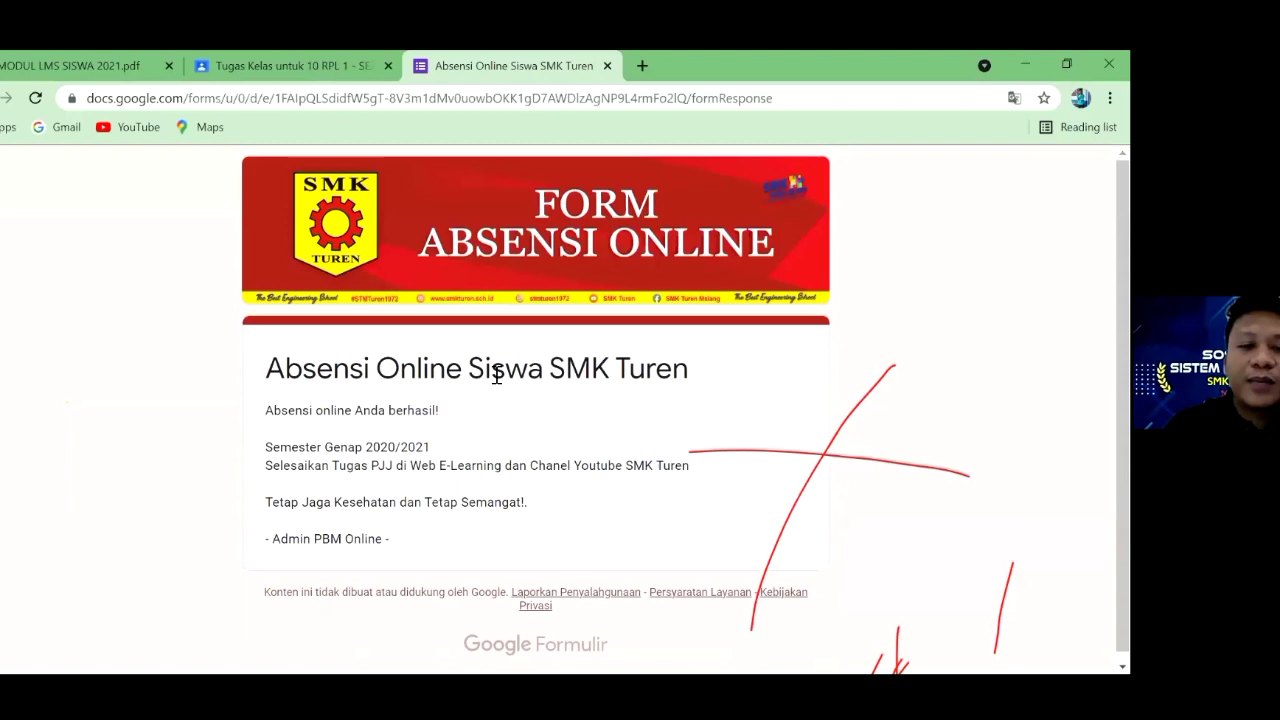 MODUL LMS SISWA 2021.pdf
Tugas Kelas untuk 10 RPL 1 - SE
Absensi Online Siswa SMK Turen
docs.google.com/forms/u/0/d/e/1FAIpQLSdidfW5gT-8V3m1dMv0uowbOKK1gD7AWDlzAgNP9L4rmFo2lQ/formResponse
pps
Gmail
YouTube
Maps
Reading list
SMK
TUREN
FORM
ABSENSI ONLINE
The Best Engineering School
#STMTuren1972
www.smkturen.sch.id
stmturen1972
SMK Turen
SMK Turen Malang
The Best Engineering School
Absensi Online Siswa SMK Turen
Absensi online Anda berhasil!
Semester Genap 2020/2021
Selesaikan Tugas PJJ di Web E-Learning dan Chanel Youtube SMK Turen
Tetap Jaga Kesehatan dan Tetap Semangat!.
- Admin PBM Online -
Konten ini tidak dibuat atau didukung oleh Google. Laporkan Penyalahgunaan - Persyaratan Layanan - Kebijakan
Privasi
Google Formulir
SO
SISTEM
SMK